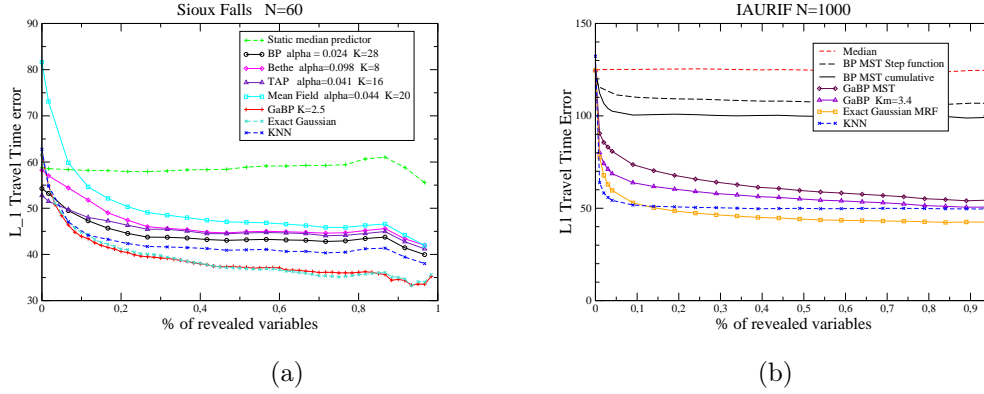 Sioux Falls N=60
L_1 Travel Time error
90
80
70
60
50
40
30
0
0,2
0,4
0,6
0,8
1
% of revealed variables
Static median predictor
BP alpha = 0.024 K=28
Bethe alpha=0.098 K=8
TAP alpha=0.041 K=16
Mean Field alpha=0.044 K=20
GaBP K=2.5
Exact Gaussian
KNN
(a)
IAURIF N=1000
L1 Travel Time Error
150
100
50
0
0
0,1
0,2
0,3
0,4
0,5
0,6
0,7
0,8
0,9
% of revealed variables
Median
BP MST Step function
BP MST cumulative
GaBP MST
GaBP Km=3.4
Exact Gaussian MRF
KNN
(b)